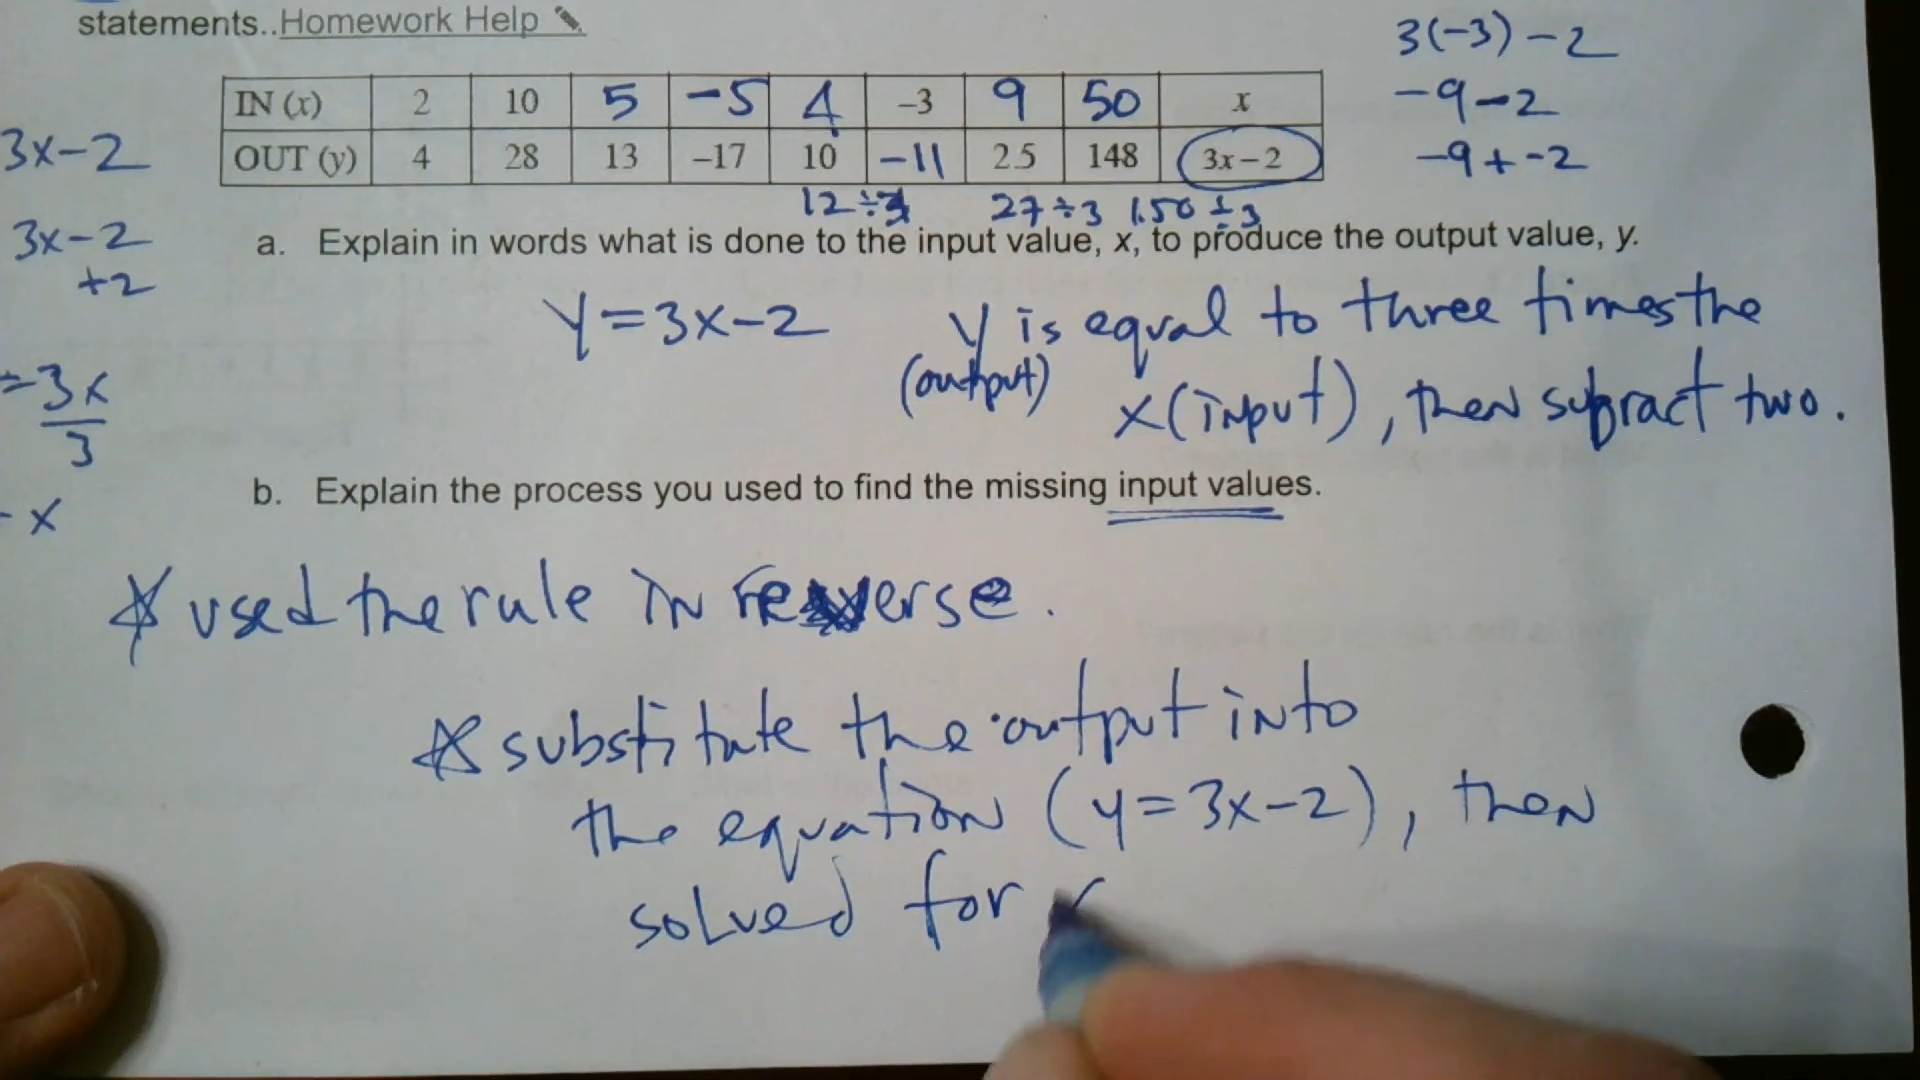 statements..Homework Help ✎
3(-3)-2
IN (x) 2 10 5 -5 4 -3 9 50 x
-9-2
3x-2
OUT (y) 4 28 13 -17 10 -11 2.5 148 3x-2
-9+-2
12÷3 27÷3 150÷3
3x-2
+2
a. Explain in words what is done to the input value, x, to produce the output value, y.
y=3x-2 y is equal to three times the
(output) x(input), then subract two.
=3x
3
b. Explain the process you used to find the missing input values.
- x
used the rule in reverse.
substitute the output into
the equation (y=3x-2), then
solved for